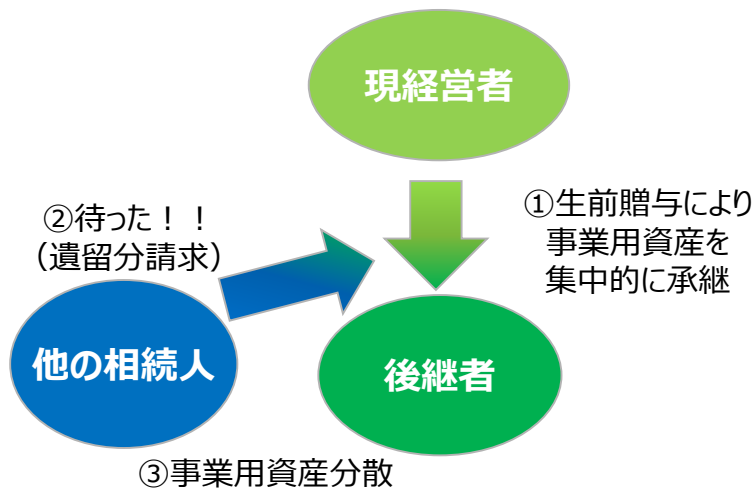 現経営者
①生前贈与により
事業用資産を
集中的に承継
②待った！！
（遺留分請求）
他の相続人
後継者
③事業用資産分散